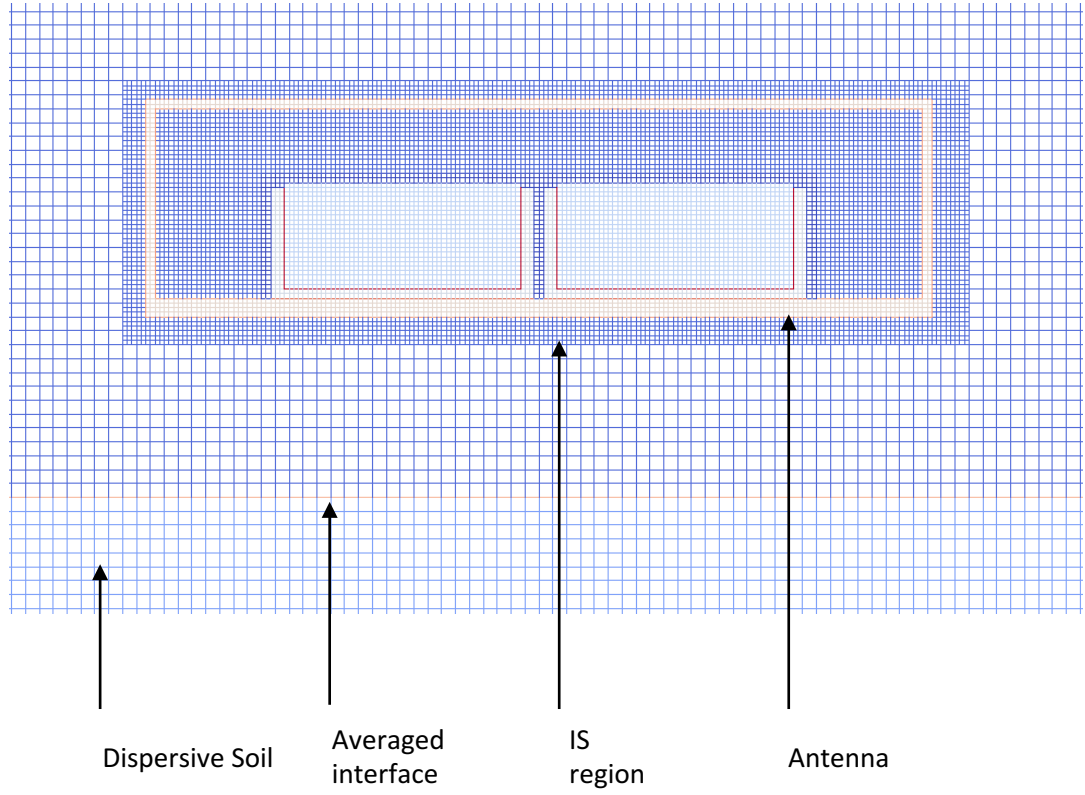 Dispersive Soil
Averaged
interface
IS
region
Antenna